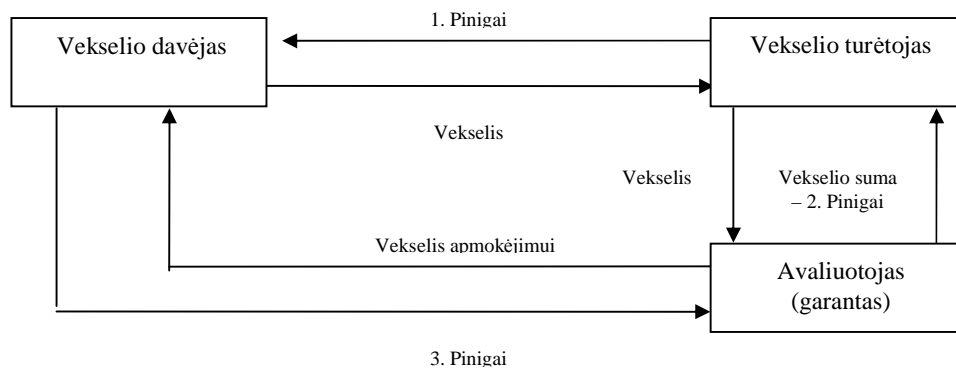 1. Pinigai
Vekselio davėjas
Vekselio turėtojas
Vekselis
Vekselis
Vekselio suma
– 2. Pinigai
Vekselis apmokėjimui
Avaliuotojas
(garantas)
3. Pinigai